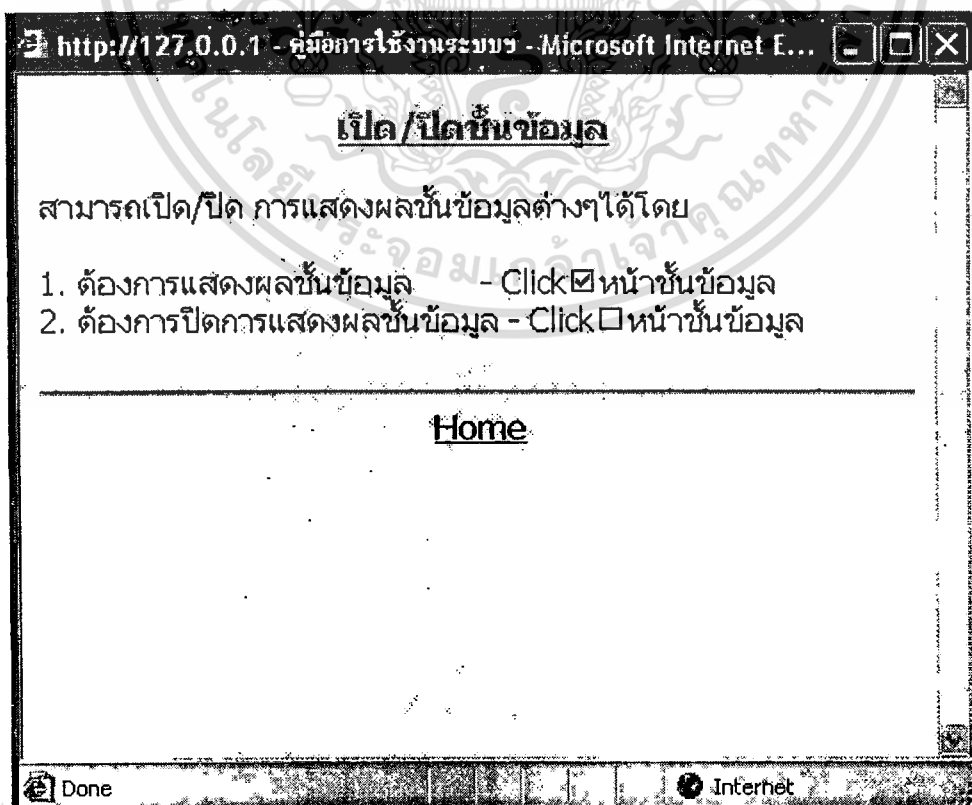 http://127.0.0.1 - คู่มือการใช้งานระบบฯ - Microsoft Internet E...
เปิด/ปิดชั้นข้อมูล
สามารถเปิด/ปิด การแสดงผลชั้นข้อมูลต่างๆได้โดย
1. ต้องการแสดงผลชั้นข้อมูล - Click☑หน้าชั้นข้อมูล
2. ต้องการปิดการแสดงผลชั้นข้อมูล - Click☐หน้าชั้นข้อมูล
Home
Done Internet